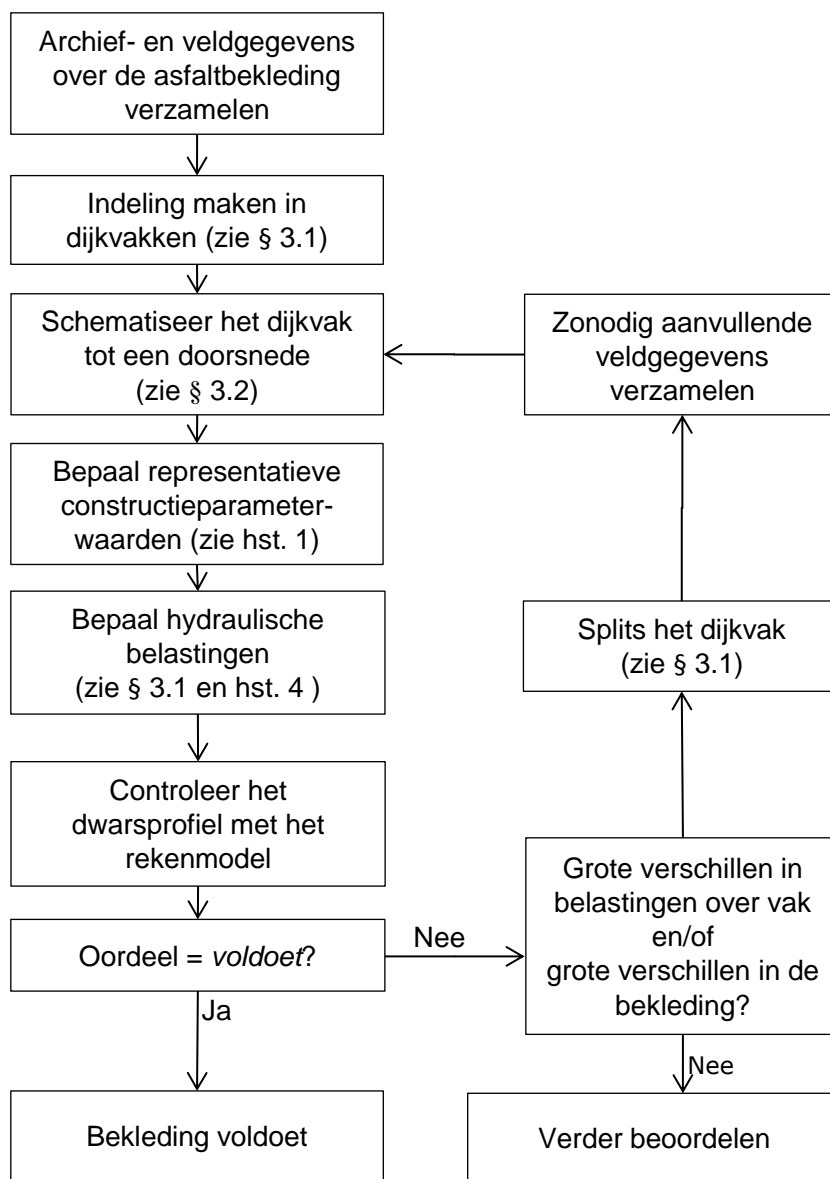 Archief- en veldgegevens
over de asfaltbekleding
verzamelen
Indeling maken in
dijkvakken (zie § 3.1)
Schematiseer het dijkvak
tot een doorsnede
(zie § 3.2)
Zonodig aanvullende
veldgegevens
verzamelen
Bepaal representatieve
constructieparameter-
waarden (zie hst. 1)
Bepaal hydraulische
belastingen
(zie § 3.1 en hst. 4 )
Splits het dijkvak
(zie § 3.1)
Controleer het
dwarsprofiel met het
rekenmodel
Oordeel = voldoet?
Nee
Grote verschillen in
belastingen over vak
en/of
grote verschillen in de
bekleding?
Ja
Nee
Bekleding voldoet
Verder beoordelen